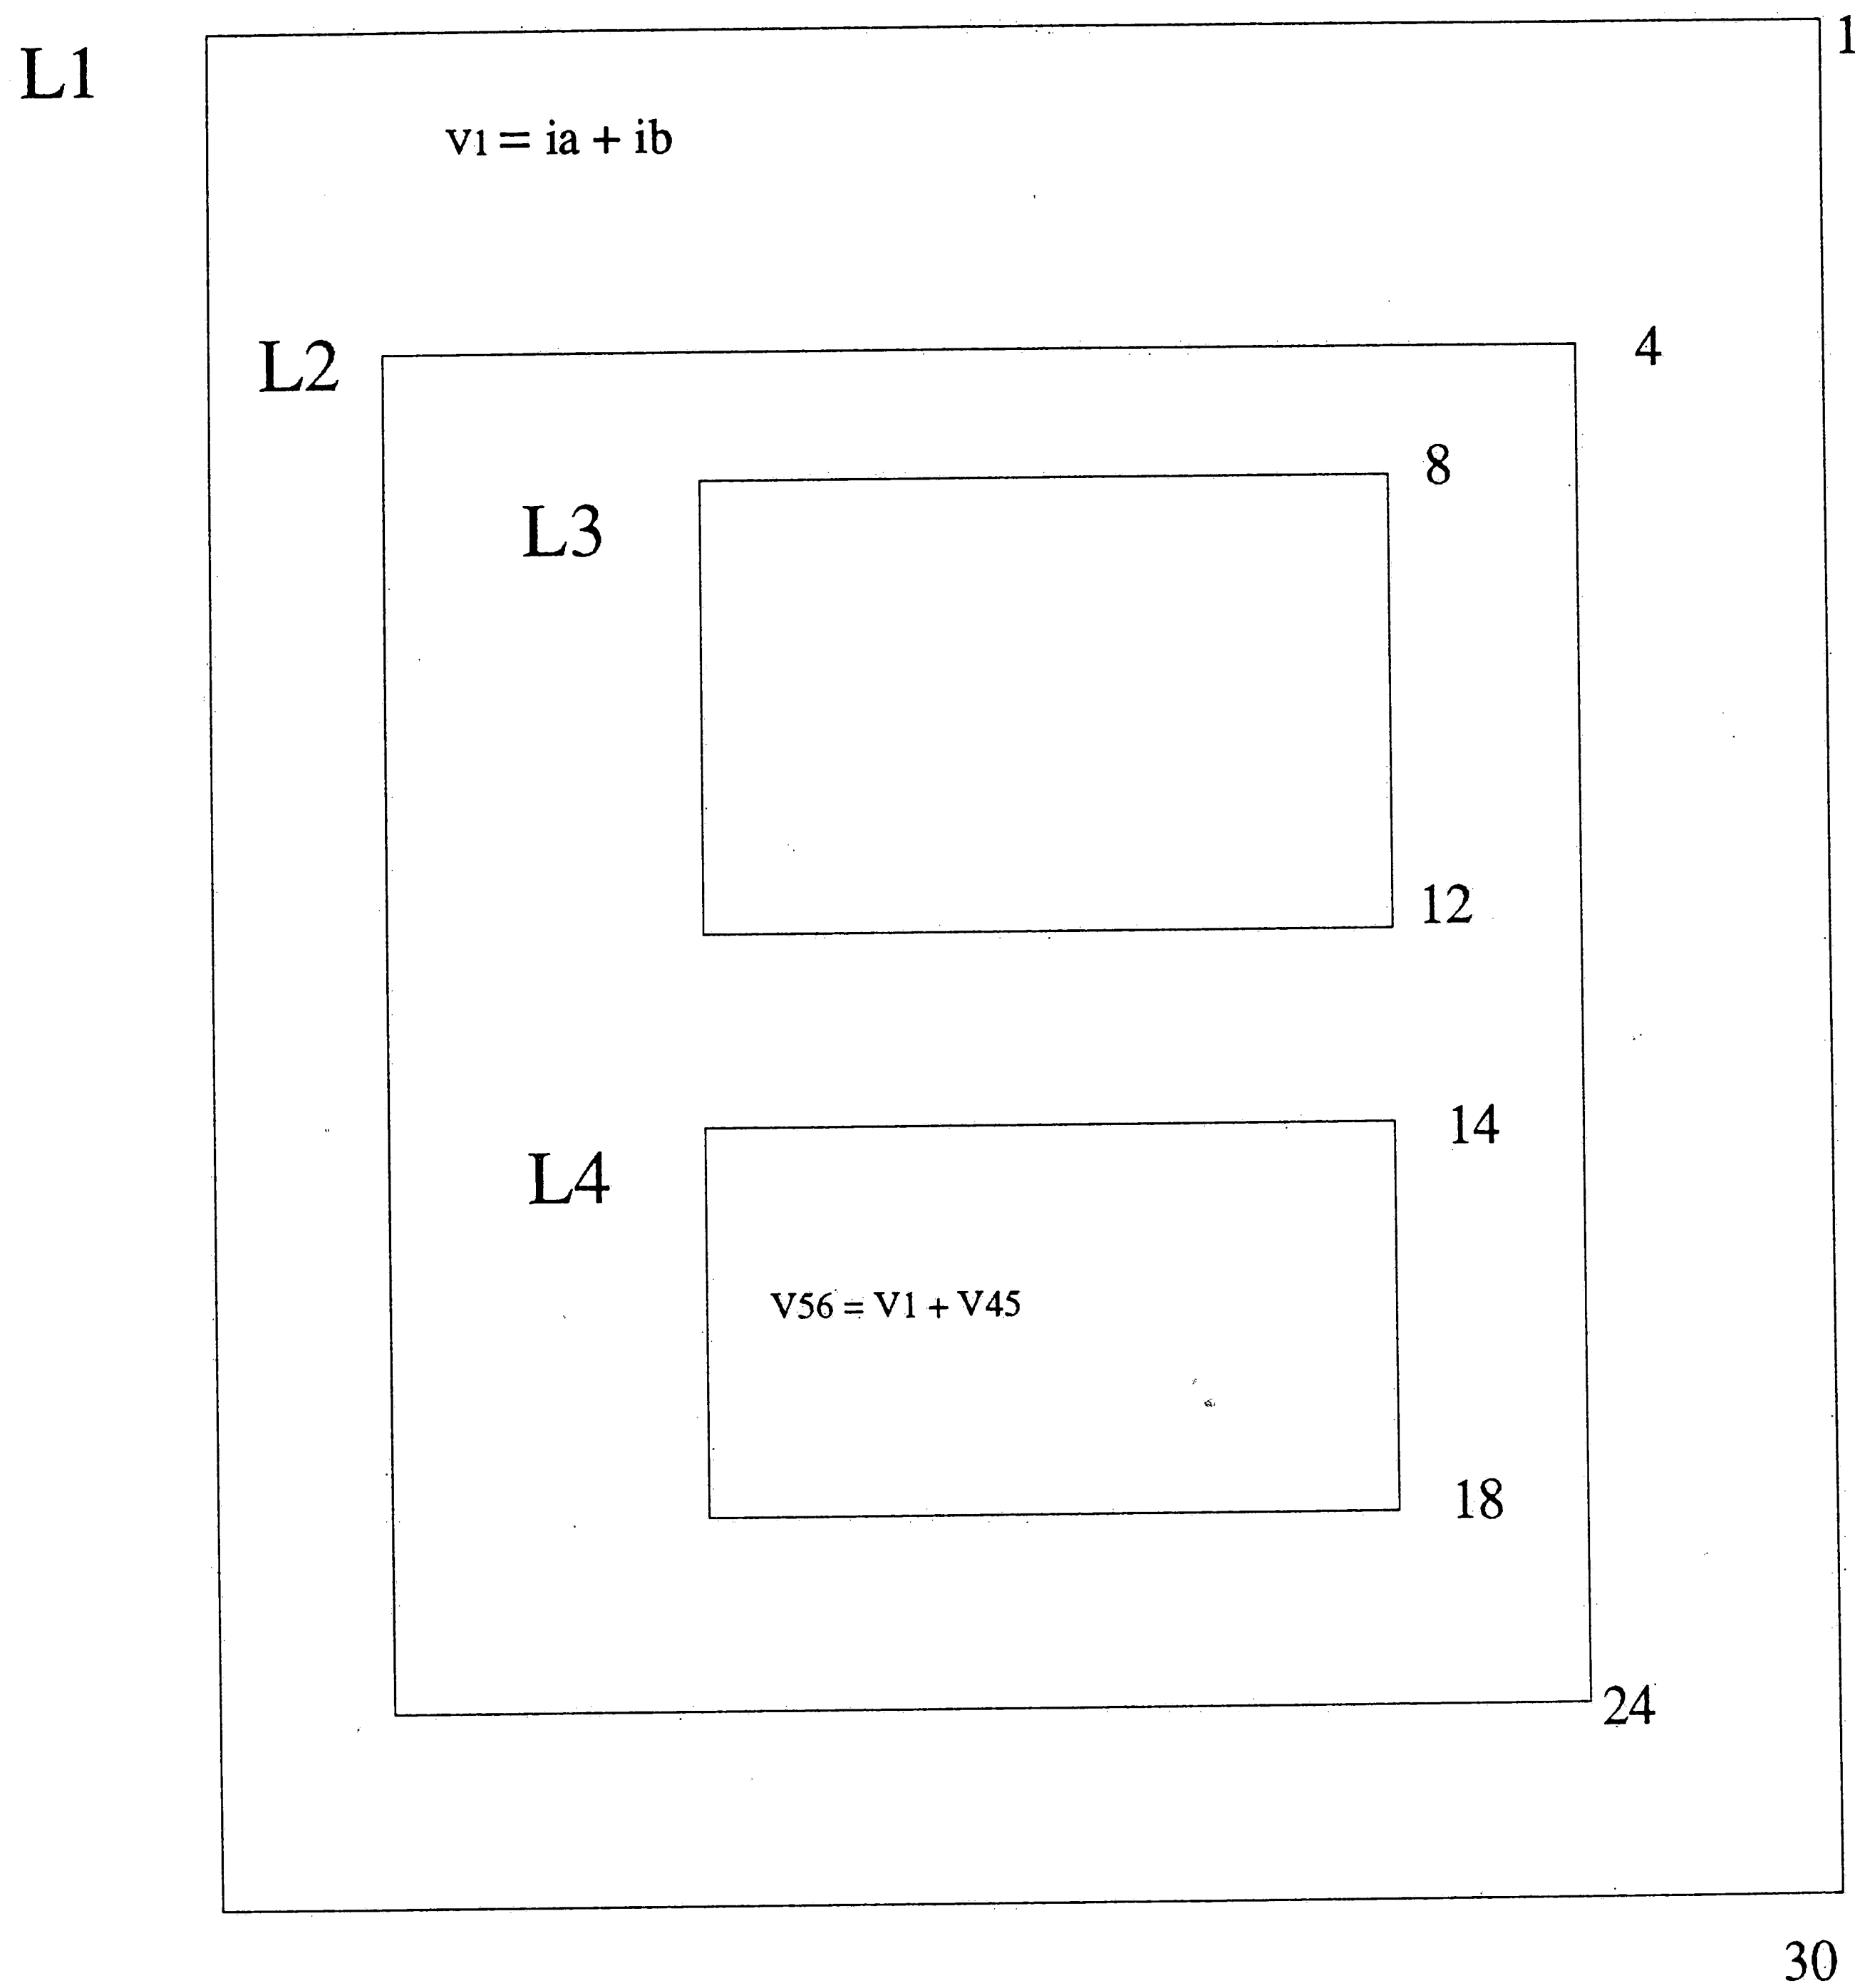 1
L1
v1 = ia + ib
4
L2
8
L3
12
14
L4
V56 = V1 + V45
18
24
30